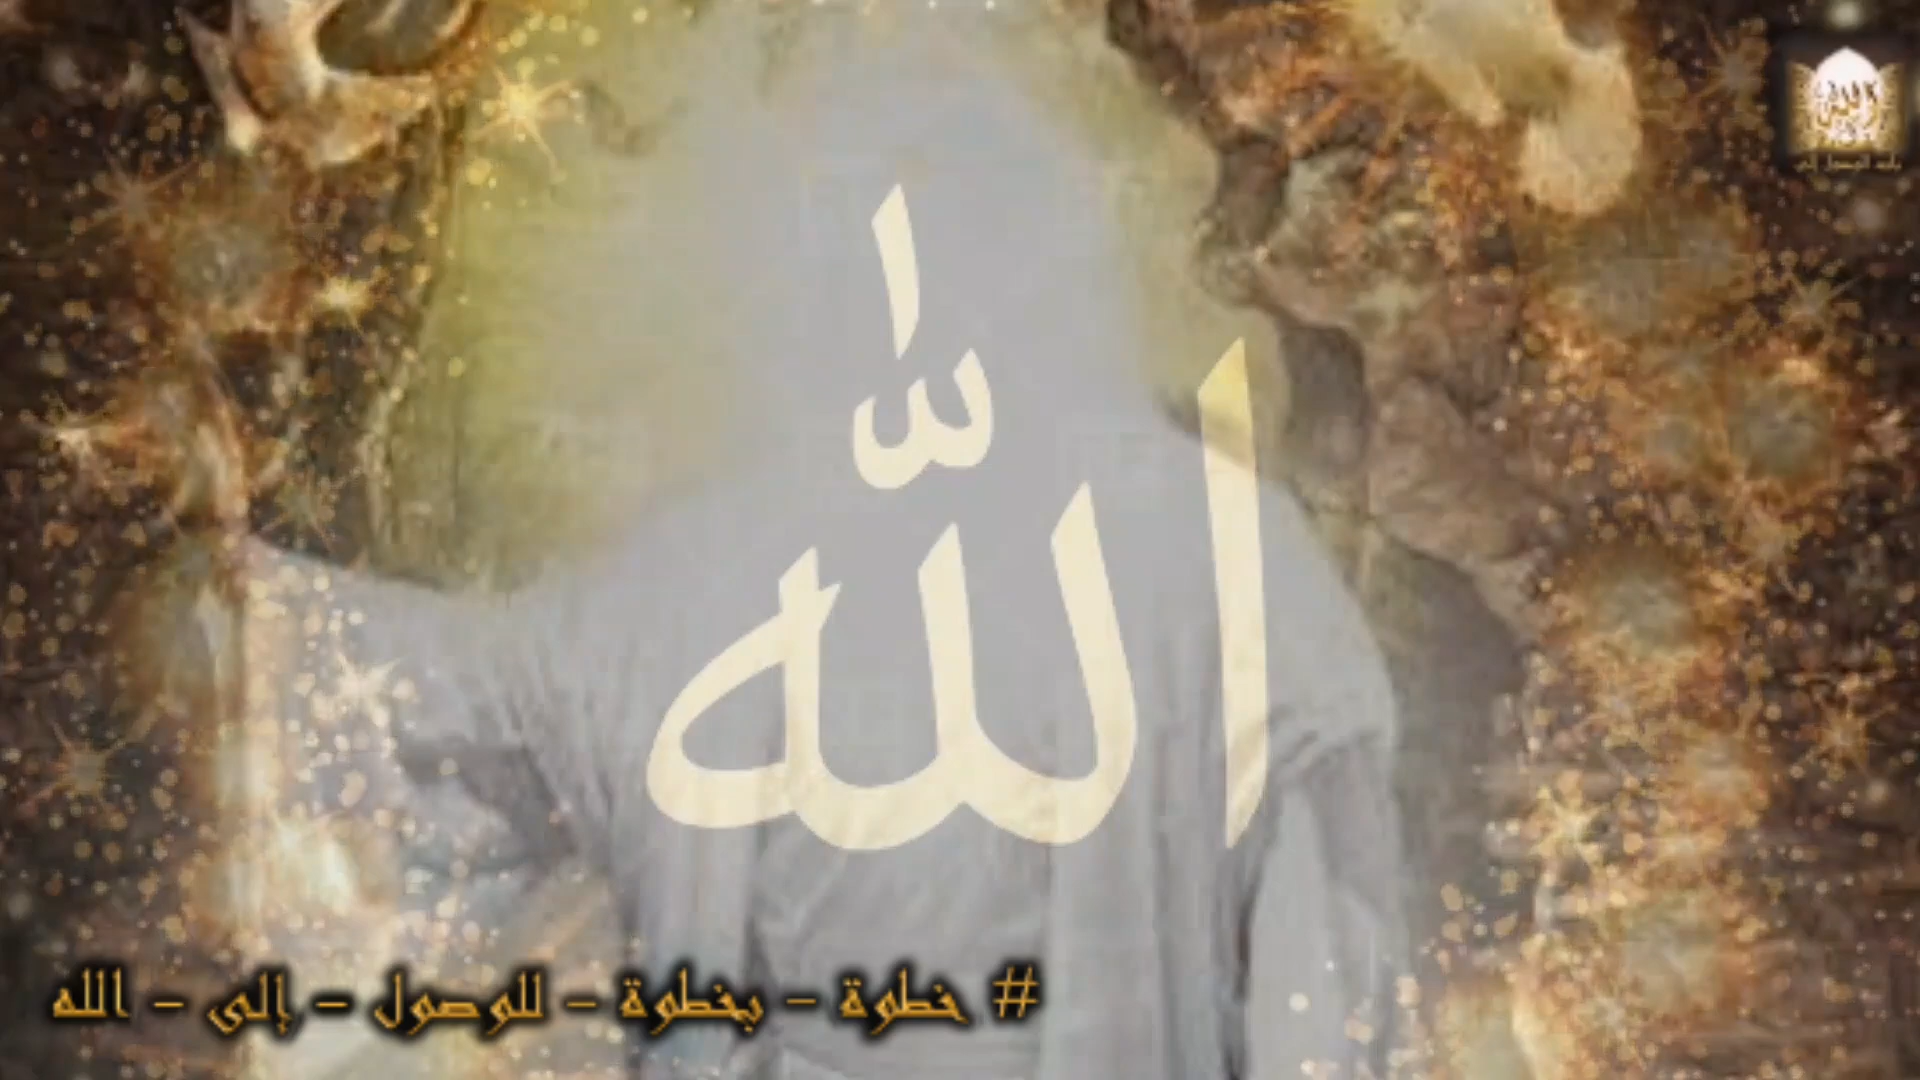 الله
# خطوة - بخطوة - للوصول - إلى - الله